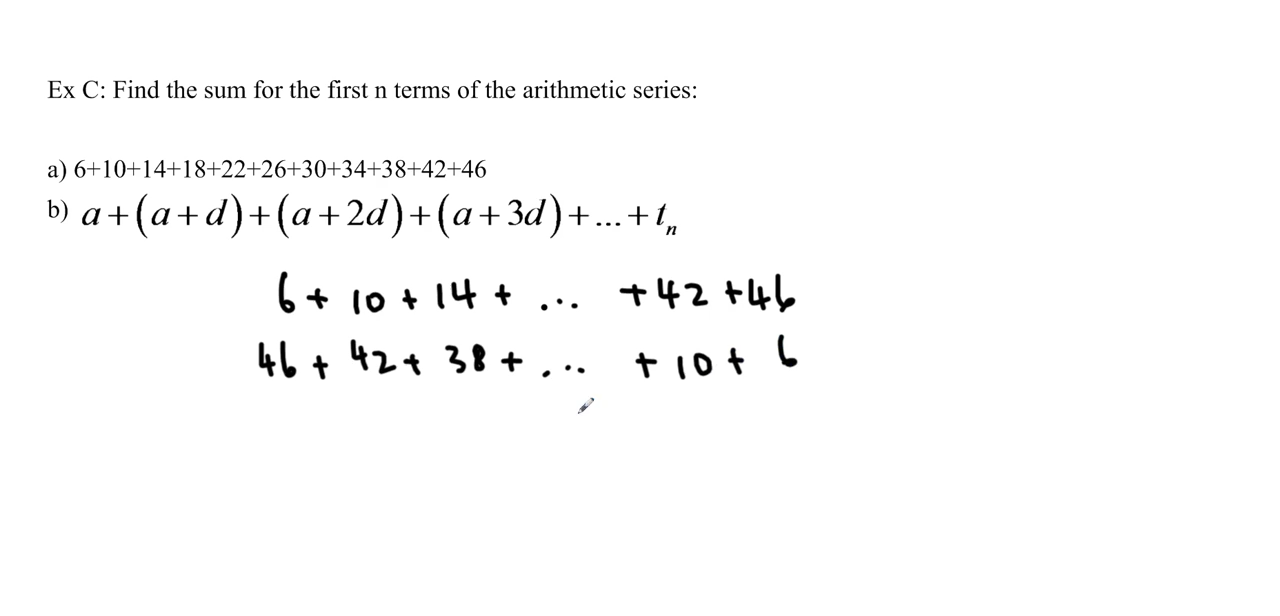 Ex C: Find the sum for the first n terms of the arithmetic series:
a) 6+10+14+18+22+26+30+34+38+42+46
b) a+(a+d)+(a+2d)+(a+3d)+...+tₙ
6+ 10 + 14 + ... +42 +46
46 + 42+ 38 + ... + 10 + 6